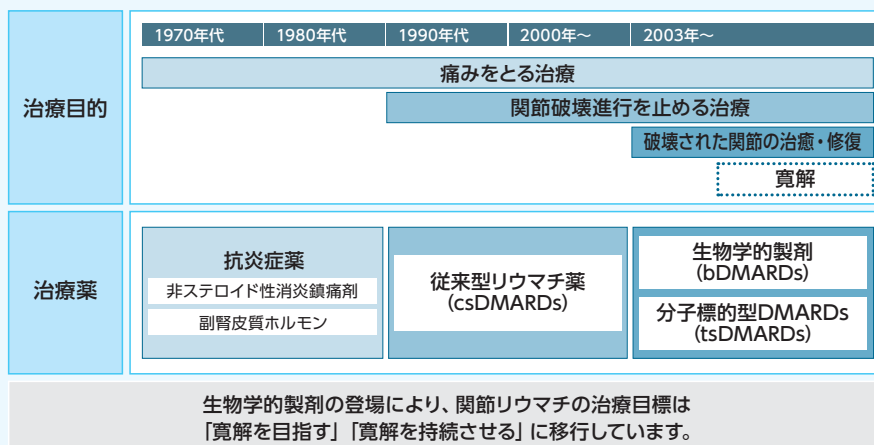 1970年代
1980年代
1990年代
2000年～
2003年～
治療目的
痛みをとる治療
関節破壊進行を止める治療
破壊された関節の治癒・修復
寛解
治療薬
抗炎症薬
非ステロイド性消炎鎮痛剤
副腎皮質ホルモン
従来型リウマチ薬
(csDMARDs)
生物学的製剤
(bDMARDs)
分子標的型DMARDs
(tsDMARDs)
生物学的製剤の登場により、関節リウマチの治療目標は
「寛解を目指す」「寛解を持続させる」に移行しています。